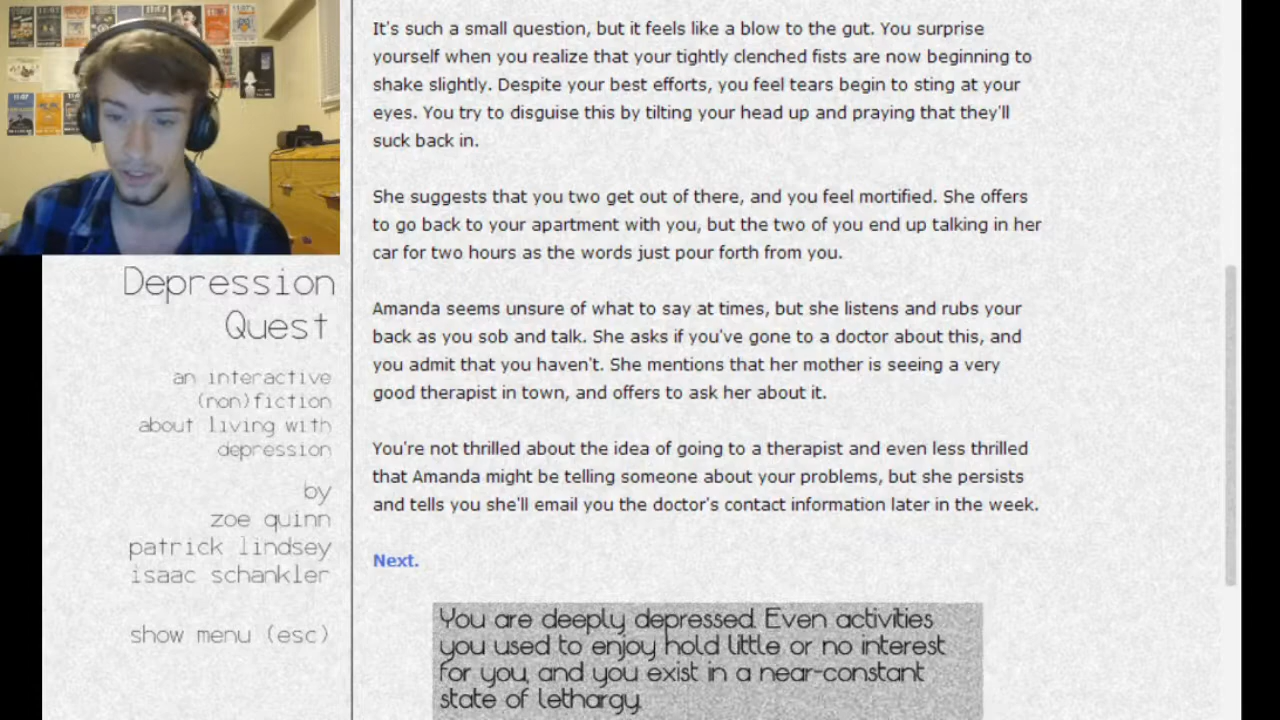 It's such a small question, but it feels like a blow to the gut. You surprise
yourself when you realize that your tightly clenched fists are now beginning to
shake slightly. Despite your best efforts, you feel tears begin to sting at your
eyes. You try to disguise this by tilting your head up and praying that they'll
suck back in.
She suggests that you two get out of there, and you feel mortified. She offers
to go back to your apartment with you, but the two of you end up talking in her
car for two hours as the words just pour forth from you.
Amanda seems unsure of what to say at times, but she listens and rubs your
back as you sob and talk. She asks if you've gone to a doctor about this, and
you admit that you haven't. She mentions that her mother is seeing a very
good therapist in town, and offers to ask her about it.
You're not thrilled about the idea of going to a therapist and even less thrilled
that Amanda might be telling someone about your problems, but she persists
and tells you she'll email you the doctor's contact information later in the week.
Next.
You are deeply depressed. Even activities
you used to enjoy hold little or no interest
for you, and you exist in a near-constant
state of lethargy.
Depression
Quest
an interactive
(non)fiction
about living with
depression
by
zoe quinn
patrick lindsey
isaac schankler
show menu (esc)